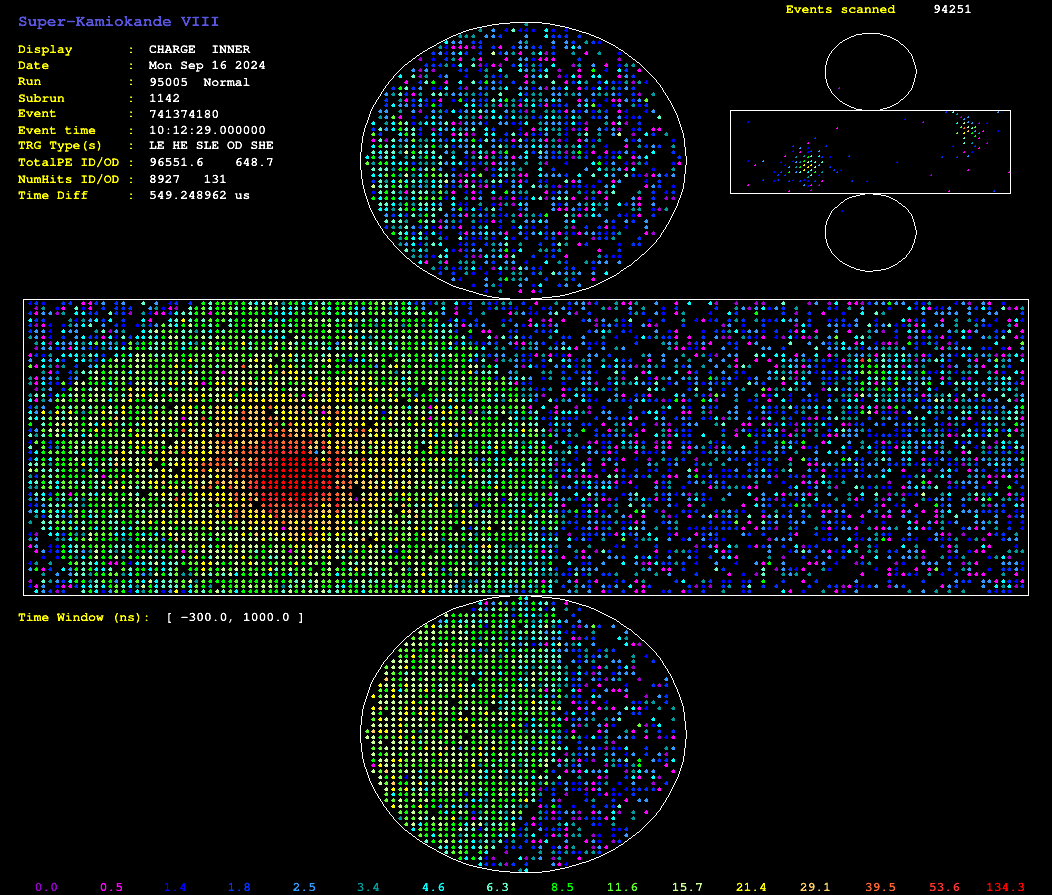 Super-Kamiokande VIII
Events scanned 94251
Display : CHARGE INNER
Date : Mon Sep 16 2024
Run : 95005 Normal
Subrun : 1142
Event : 741374180
Event time : 10:12:29.000000
TRG Type(s) : LE HE SLE OD SHE
TotalPE ID/OD : 96551.6 648.7
NumHits ID/OD : 8927 131
Time Diff : 549.248962 us
Time Window (ns): [ -300.0, 1000.0 ]
0.0 0.5 1.4 1.8 2.5 3.4 4.6 6.3 8.5 11.6 15.7 21.4 29.1 39.5 53.6 134.3